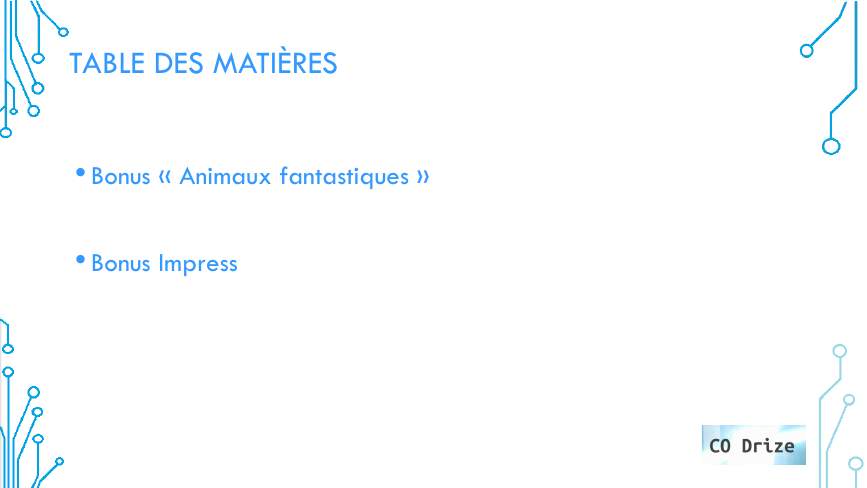 TABLE DES MATIÈRES
•Bonus « Animaux fantastiques »
•Bonus Impress
CO Drize